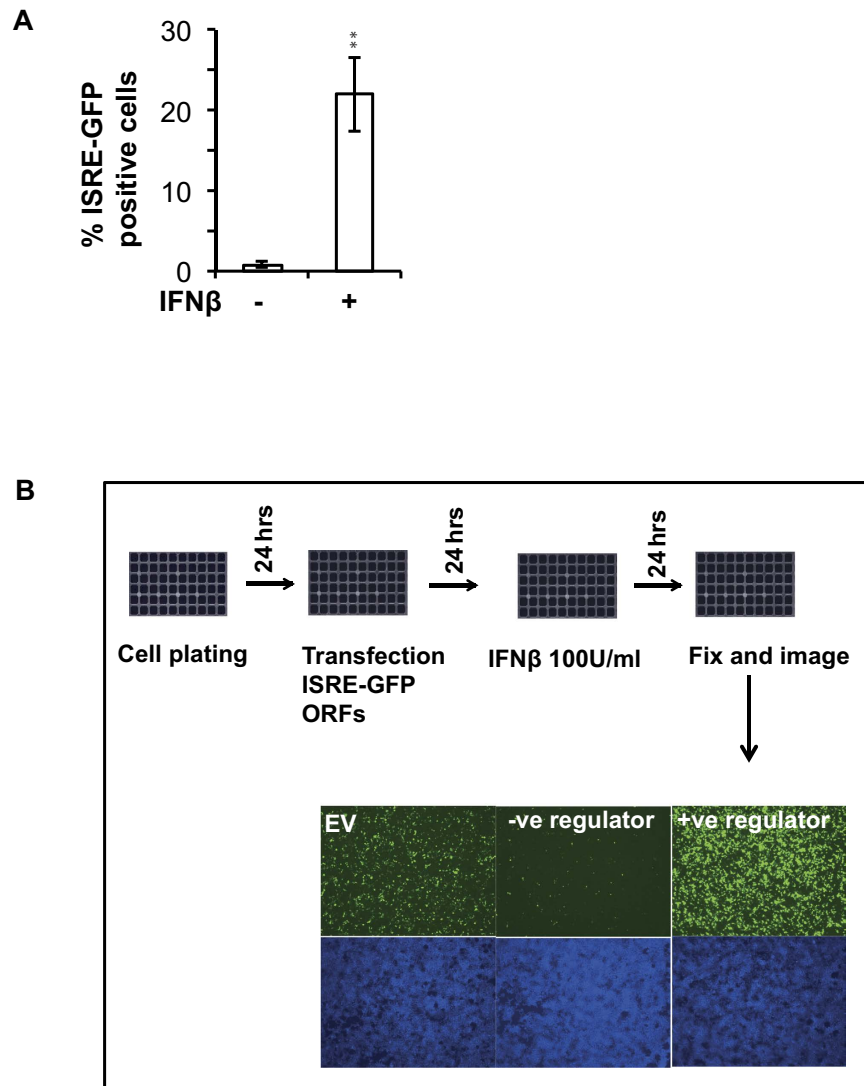 A
% ISRE-GFP
positive cells
30
20
10
0
**
IFNβ - +
B
24 hrs
24 hrs
24 hrs
Cell plating
Transfection
ISRE-GFP
ORFs
IFNβ 100U/ml
Fix and image
EV
-ve regulator
+ve regulator